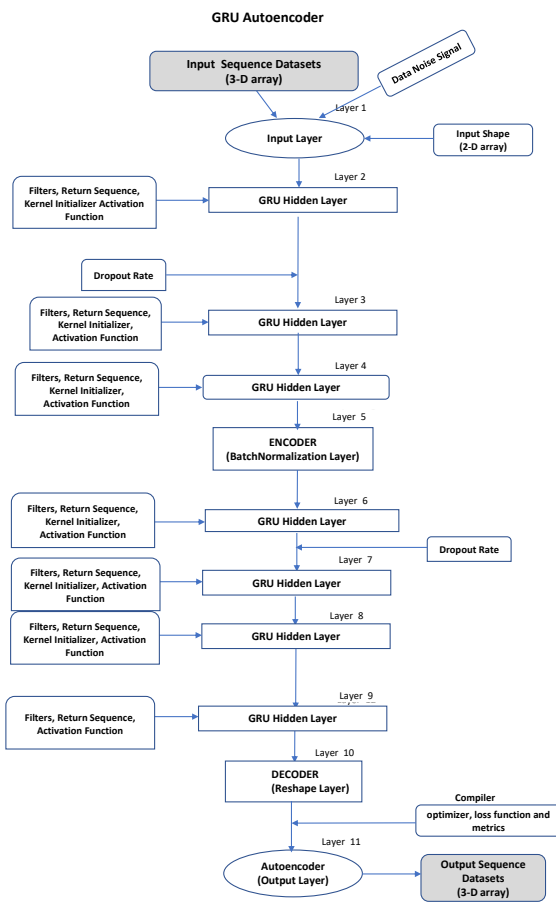 GRU Autoencoder
Input Sequence Datasets
(3-D array)
Data Noise Signal
Layer 1
Input Layer
Input Shape
(2-D array)
Layer 2
Filters, Return Sequence,
Kernel Initializer Activation
Function
GRU Hidden Layer
Dropout Rate
Layer 3
Filters, Return Sequence,
Kernel Initializer,
Activation Function
GRU Hidden Layer
Layer 4
Filters, Return Sequence,
Kernel Initializer,
Activation Function
GRU Hidden Layer
Layer 5
ENCODER
(BatchNormalization Layer)
Layer 6
Filters, Return Sequence,
Kernel Initializer,
Activation Function
GRU Hidden Layer
Dropout Rate
Layer 7
Filters, Return Sequence,
Kernel Initializer, Activation
Function
GRU Hidden Layer
Layer 8
Filters, Return Sequence,
Kernel Initializer, Activation
Function
GRU Hidden Layer
Layer 9
Filters, Return Sequence,
Activation Function
GRU Hidden Layer
Layer 10
DECODER
(Reshape Layer)
Compiler
optimizer, loss function and
metrics
Layer 11
Autoencoder
(Output Layer)
Output Sequence
Datasets
(3-D array)